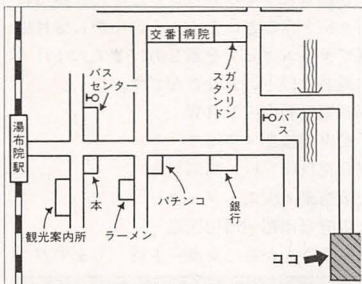 交番
病院
ガソリン
スタンド
バス
センター
バス
湯布院駅
本
パチンコ
銀行
観光案内所
ラーメン
ココ